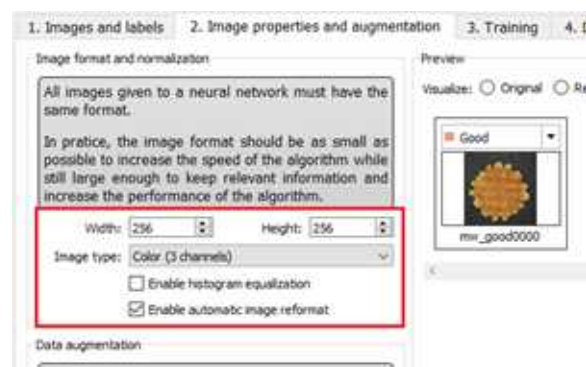 1. Images and labels 2. Image properties and augmentation 3. Training 4.
Image format and normalization Preview
All images given to a neural network must have the
same format.
Visualize: Original
In pratice, the image format should be as small as
possible to increase the speed of the algorithm while
still large enough to keep relevant information and
increase the performance of the algorithm.
Good
mw_good0000
Width: 256 Height: 256
Image type: Color (3 channels)
Enable histogram equalization
Enable automatic image reformat
Data augmentation